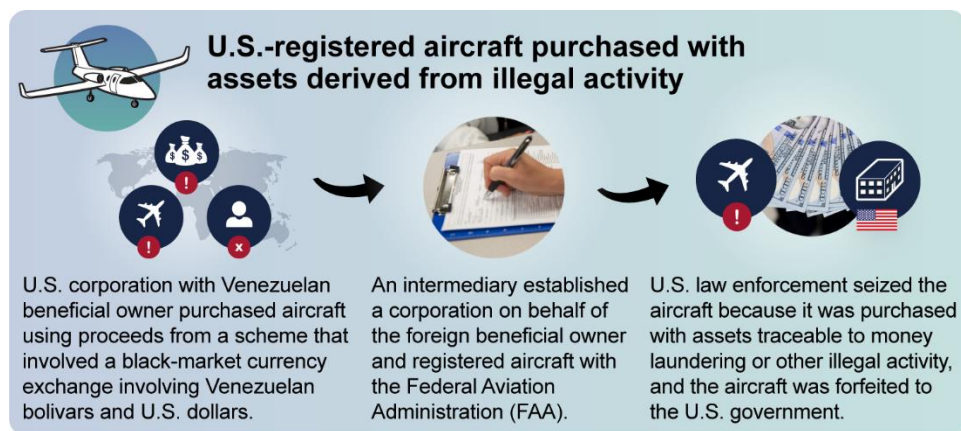 U.S.-registered aircraft purchased with
assets derived from illegal activity
$ $ $
!
!
x
!
U.S. corporation with Venezuelan
beneficial owner purchased aircraft
using proceeds from a scheme that
involved a black-market currency
exchange involving Venezuelan
bolivars and U.S. dollars.
An intermediary established
a corporation on behalf of
the foreign beneficial owner
and registered aircraft with
the Federal Aviation
Administration (FAA).
U.S. law enforcement seized the
aircraft because it was purchased
with assets traceable to money
laundering or other illegal activity,
and the aircraft was forfeited to
the U.S. government.